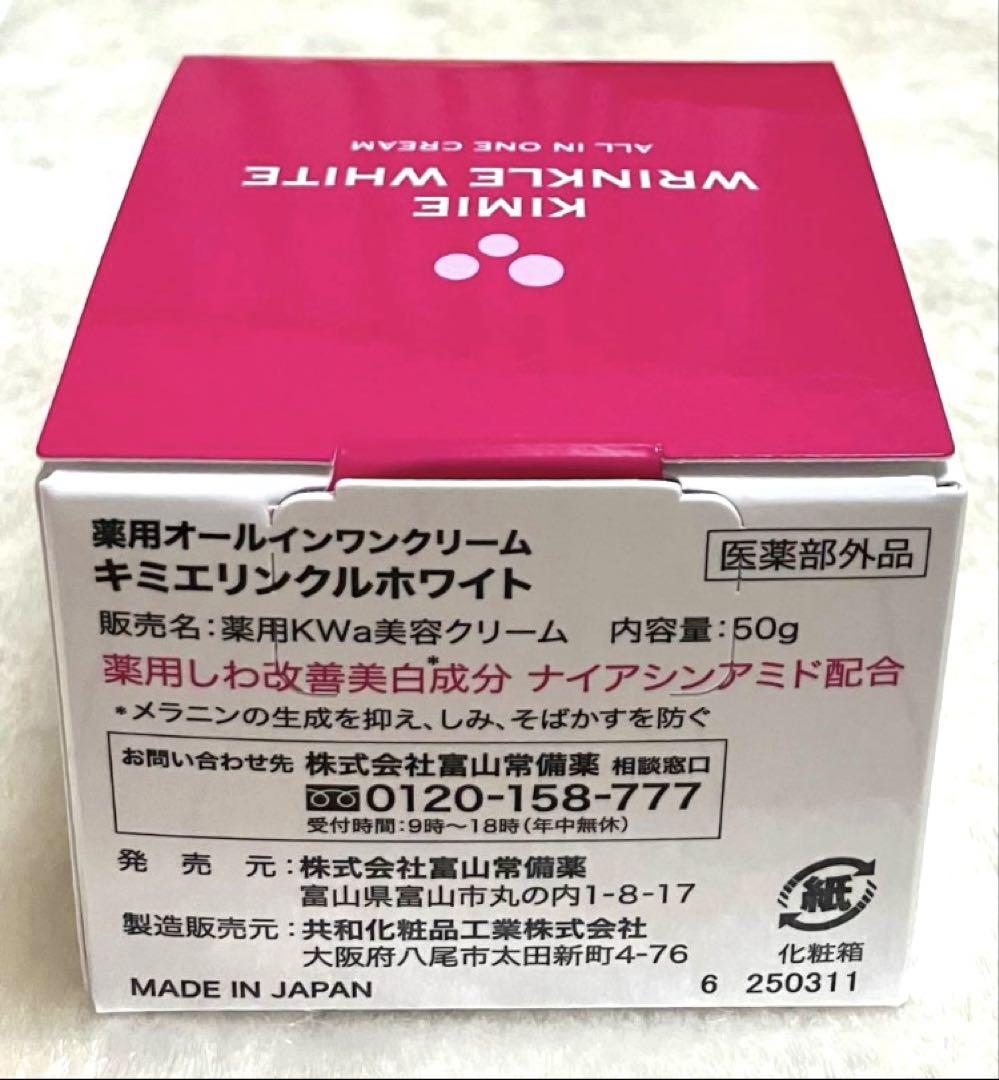 KIMIE
WRINKLE WHITE
ALL IN ONE CREAM
薬用オールインワンクリーム
キミエリンクルホワイト
医薬部外品
販売名：薬用KWa美容クリーム 内容量：50g
薬用しわ改善美白*成分 ナイアシンアミド配合
*メラニンの生成を抑え、しみ、そばかすを防ぐ
お問い合わせ先 株式会社富山常備薬 相談窓口
0120-158-777
受付時間：9時〜18時（年中無休）
発売元：株式会社富山常備薬
富山県富山市丸の内1-8-17
製造販売元：共和化粧品工業株式会社
大阪府八尾市太田新町4-76
紙
化粧箱
MADE IN JAPAN
6 250311